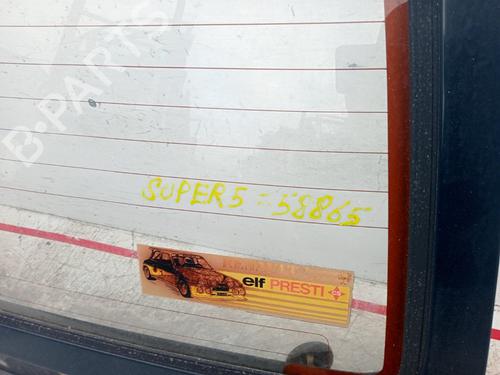 B-PARTS
SUPER5 = 58865
elf PRESTI